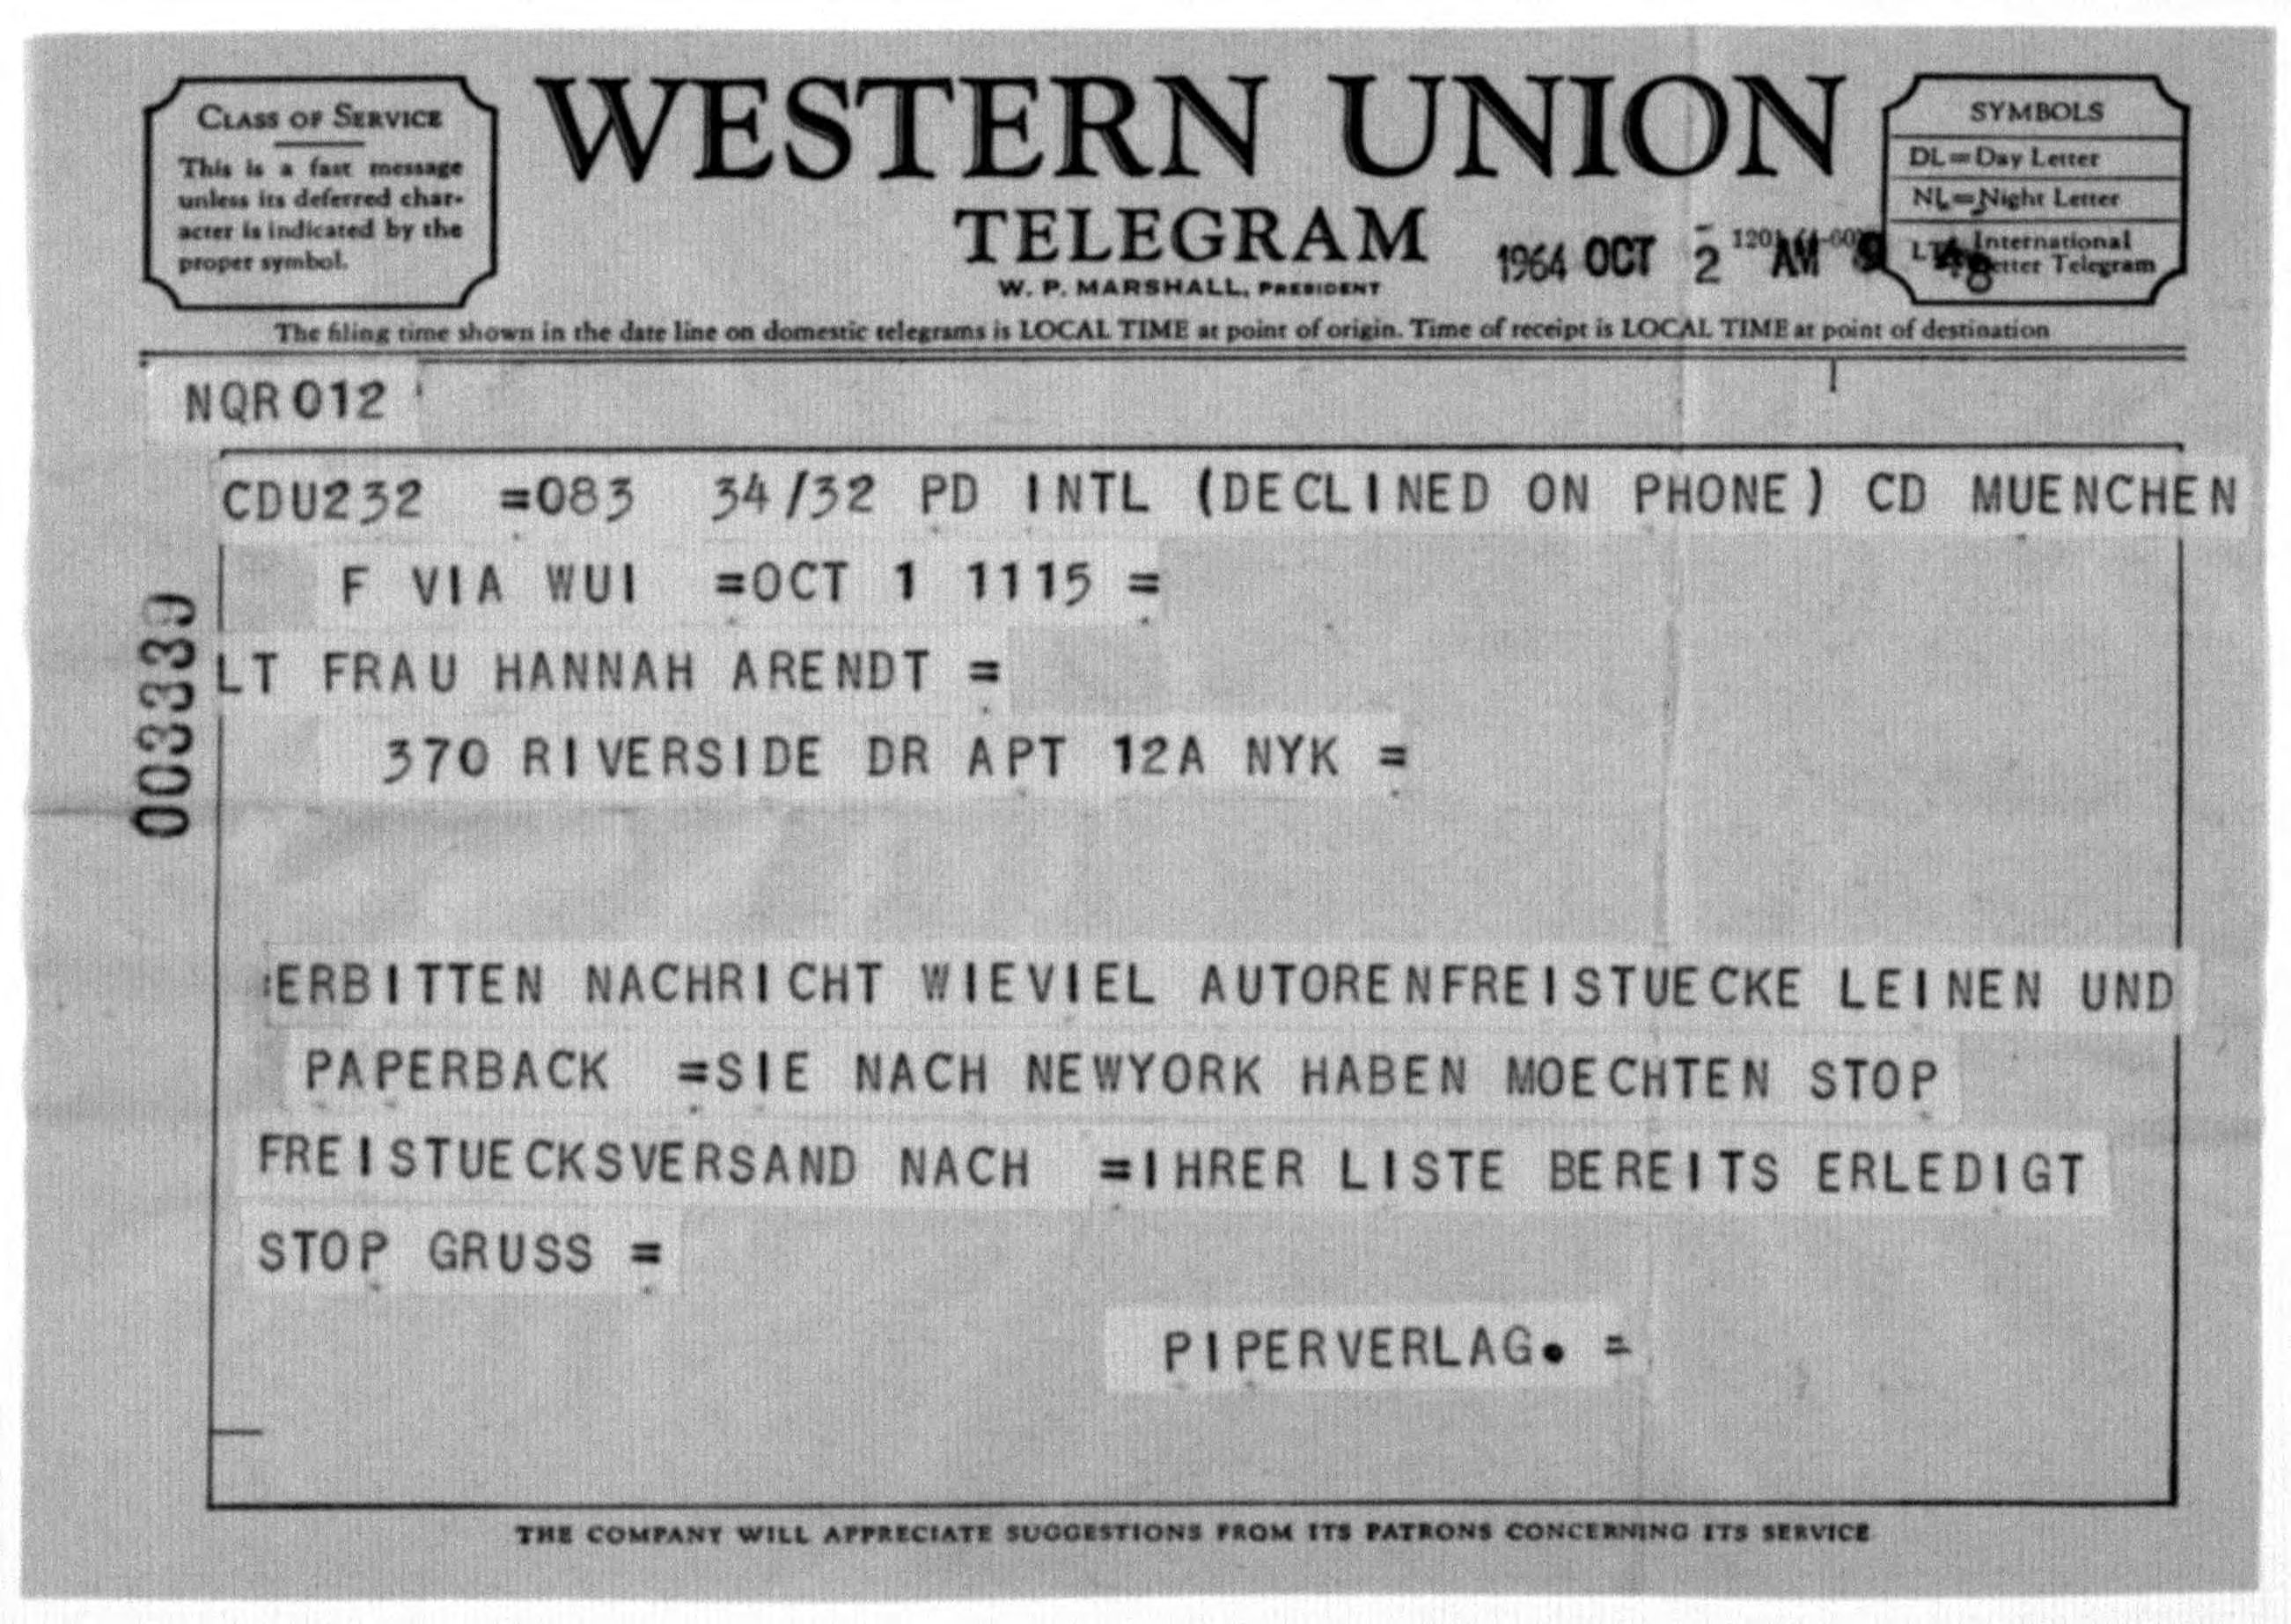 CLASS OF SERVICE
This is a fast message
unless its deferred char-
acter is indicated by the
proper symbol.
WESTERN UNION
TELEGRAM
W. P. MARSHALL, PRESIDENT
1964 OCT 2 AM
SYMBOLS
DL=Day Letter
NL=Night Letter
International
Letter Telegram
The filing time shown in the date line on domestic telegrams is LOCAL TIME at point of origin. Time of receipt is LOCAL TIME at point of destination
NQR012
CDU232 =083 34/32 PD INTL (DECLINED ON PHONE) CD MUENCHEN
F VIA WUI =OCT 1 1115 =
LT FRAU HANNAH ARENDT =
370 RIVERSIDE DR APT 12A NYK =
003339
:ERBITTEN NACHRICHT WIEVIEL AUTORENFREISTUECKE LEINEN UND
PAPERBACK =SIE NACH NEWYORK HABEN MOECHTEN STOP
FREISTUECKSVERSAND NACH =IHRER LISTE BEREITS ERLEDIGT
STOP GRUSS =
PIPERVERLAG. =
THE COMPANY WILL APPRECIATE SUGGESTIONS FROM ITS PATRONS CONCERNING ITS SERVICE